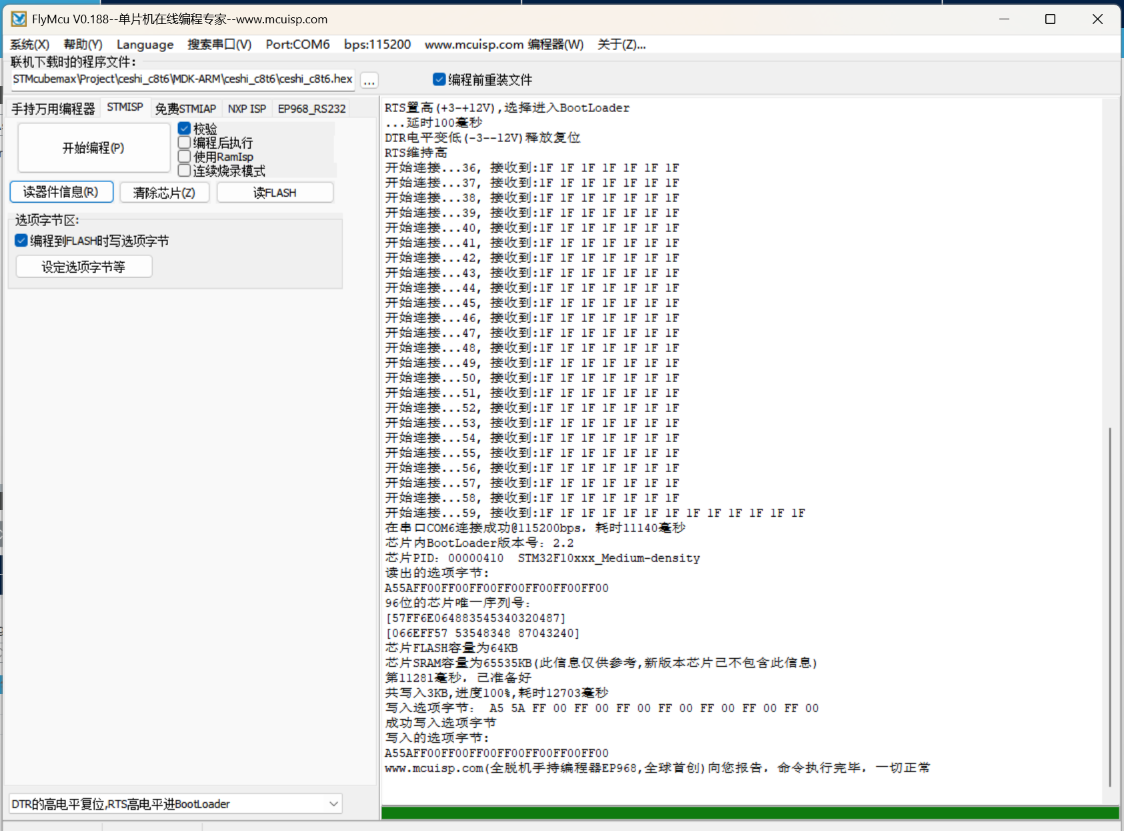 FlyMcu V0.188--单片机在线编程专家--www.mcuisp.com
系统(X) 帮助(Y) Language 搜索串口(V) Port:COM6 bps:115200 www.mcuisp.com 编程器(W) 关于(Z)...
联机下载时的程序文件:
STMcubemax\Project\ceshi_c8t6\MDK-ARM\ceshi_c8t6\ceshi_c8t6.hex ... 编程前重装文件
手持万用编程器 STMISP 免费STMIAP NXP ISP EP968_RS232
开始编程(P)
校验
编程后执行
使用RamIsp
连续烧录模式
读器件信息(R) 清除芯片(Z) 读FLASH
选项字节区:
编程到FLASH时写选项字节
设定选项字节等
DTR的高电平复位,RTS高电平进BootLoader
RTS置高(+3-+12V),选择进入BootLoader
...延时100毫秒
DTR电平变低(-3--12V)释放复位
RTS维持高
开始连接...36, 接收到:1F 1F 1F 1F 1F 1F 1F
开始连接...37, 接收到:1F 1F 1F 1F 1F 1F 1F
开始连接...38, 接收到:1F 1F 1F 1F 1F 1F 1F
开始连接...39, 接收到:1F 1F 1F 1F 1F 1F 1F
开始连接...40, 接收到:1F 1F 1F 1F 1F 1F 1F
开始连接...41, 接收到:1F 1F 1F 1F 1F 1F 1F
开始连接...42, 接收到:1F 1F 1F 1F 1F 1F 1F
开始连接...43, 接收到:1F 1F 1F 1F 1F 1F 1F
开始连接...44, 接收到:1F 1F 1F 1F 1F 1F 1F
开始连接...45, 接收到:1F 1F 1F 1F 1F 1F 1F
开始连接...46, 接收到:1F 1F 1F 1F 1F 1F 1F
开始连接...47, 接收到:1F 1F 1F 1F 1F 1F 1F
开始连接...48, 接收到:1F 1F 1F 1F 1F 1F 1F
开始连接...49, 接收到:1F 1F 1F 1F 1F 1F 1F
开始连接...50, 接收到:1F 1F 1F 1F 1F 1F 1F
开始连接...51, 接收到:1F 1F 1F 1F 1F 1F 1F
开始连接...52, 接收到:1F 1F 1F 1F 1F 1F 1F
开始连接...53, 接收到:1F 1F 1F 1F 1F 1F 1F
开始连接...54, 接收到:1F 1F 1F 1F 1F 1F 1F
开始连接...55, 接收到:1F 1F 1F 1F 1F 1F 1F
开始连接...56, 接收到:1F 1F 1F 1F 1F 1F 1F
开始连接...57, 接收到:1F 1F 1F 1F 1F 1F 1F
开始连接...58, 接收到:1F 1F 1F 1F 1F 1F 1F
开始连接...59, 接收到:1F 1F 1F 1F 1F 1F 1F 1F 1F 1F 1F 1F 1F
在串口COM6连接成功@115200bps, 耗时11140毫秒
芯片内BootLoader版本号: 2.2
芯片PID: 00000410 STM32F10xxx_Medium-density
读出的选项字节:
A55AFF00FF00FF00FF00FF00FF00FF00
96位的芯片唯一序列号:
[57FF6E064883545340320487]
[066EFF57 53548348 87043240]
芯片FLASH容量为64KB
芯片SRAM容量为65535KB(此信息仅供参考,新版本芯片已不包含此信息)
第11281毫秒, 已准备好
共写入3KB,进度100%,耗时12703毫秒
写入选项字节: A5 5A FF 00 FF 00 FF 00 FF 00 FF 00 FF 00 FF 00
成功写入选项字节
写入的选项字节:
A55AFF00FF00FF00FF00FF00FF00FF00
www.mcuisp.com(全脱机手持编程器EP968,全球首创)向您报告, 命令执行完毕, 一切正常